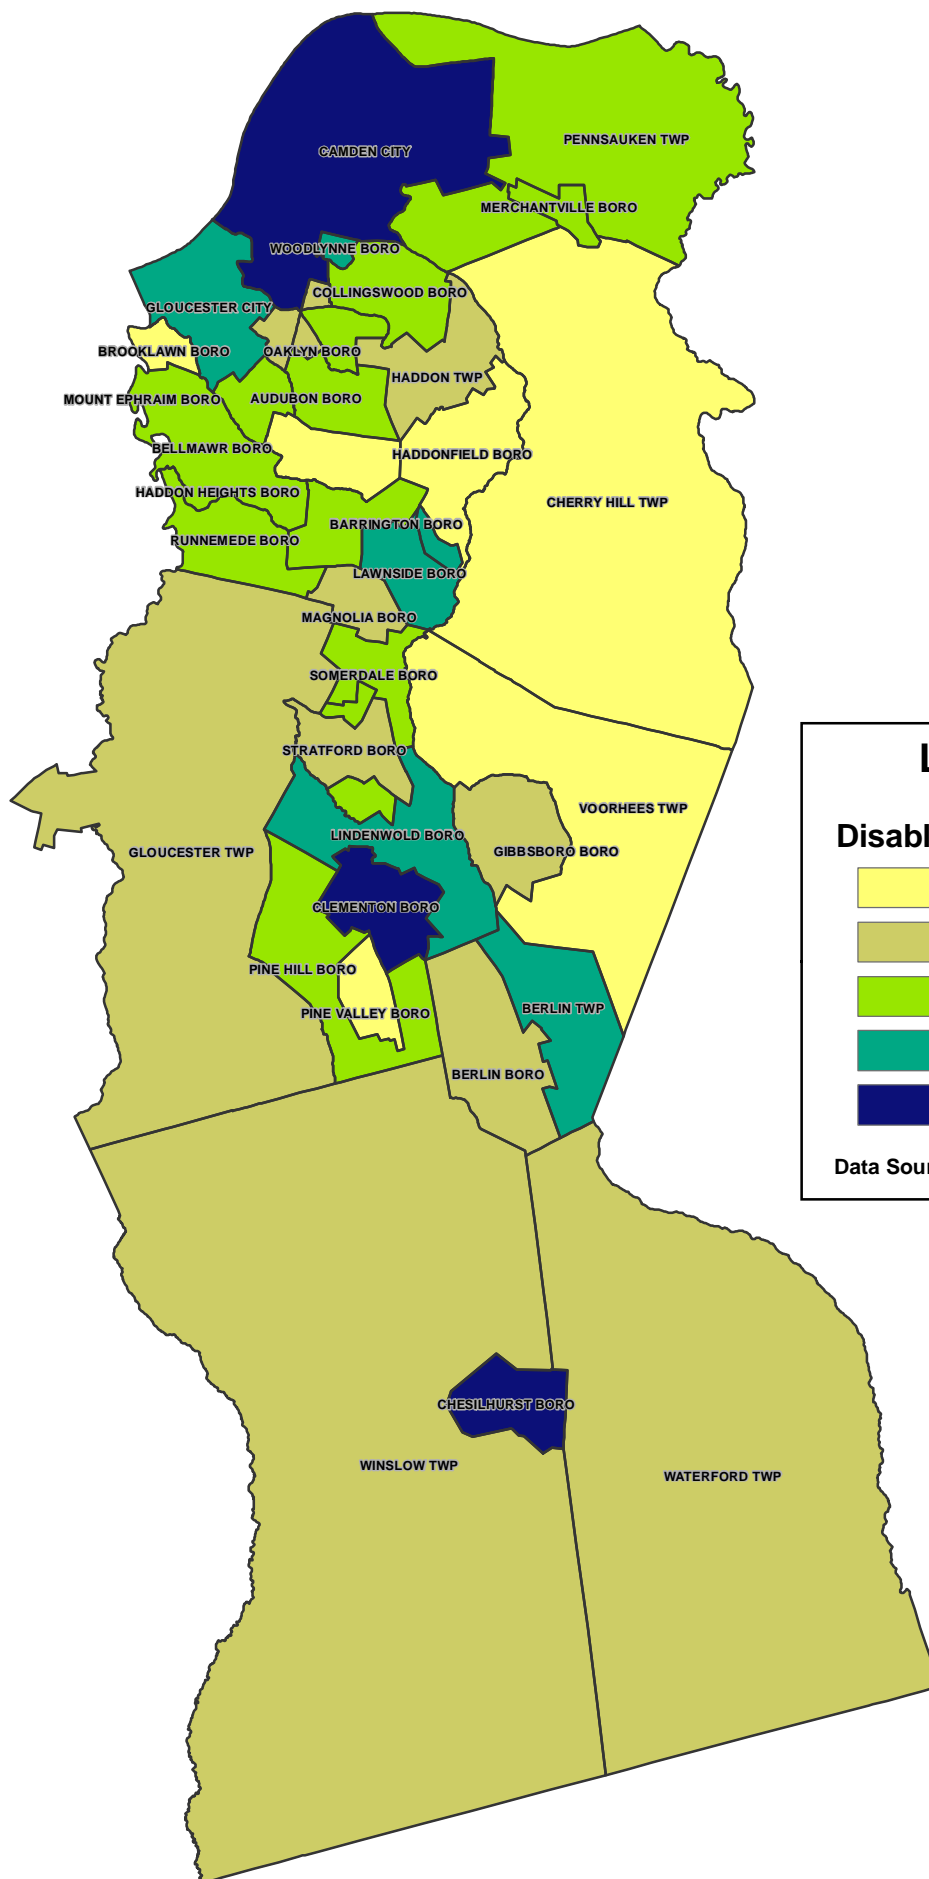 PENNSAUKEN TWP
CAMDEN CITY
MERCHANTVILLE BORO
WOODLYNNE BORO
COLLINGSWOOD BORO
GLOUCESTER CITY
BROOKLAWN BORO
OAKLYN BORO
HADDON TWP
MOUNT EPHRAIM BORO
AUDUBON BORO
BELLMAWR BORO
HADDONFIELD BORO
HADDON HEIGHTS BORO
CHERRY HILL TWP
BARRINGTON BORO
RUNNEMEDE BORO
LAWNSIDE BORO
MAGNOLIA BORO
SOMERDALE BORO
STRATFORD BORO
L
VOORHEES TWP
LINDENWOLD BORO
Disabl
GLOUCESTER TWP
GIBBSBORO BORO
CLEMENTON BORO
PINE HILL BORO
PINE VALLEY BORO
BERLIN TWP
BERLIN BORO
Data Sour
CHESILHURST BORO
WINSLOW TWP
WATERFORD TWP